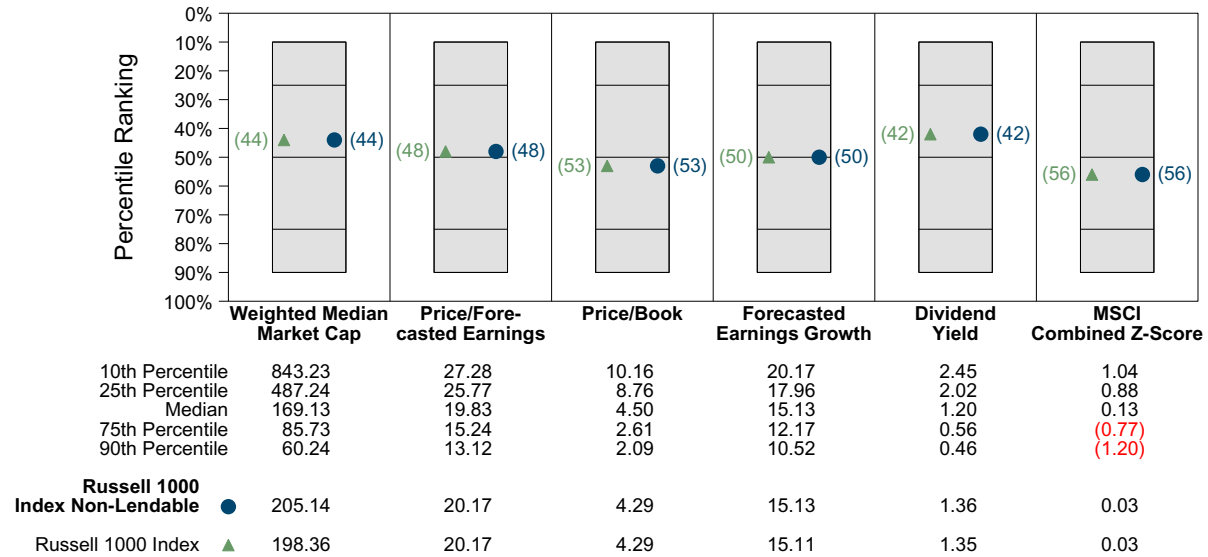 Percentile Ranking
0%
10%
20%
30%
40%
50%
60%
70%
80%
90%
100%
(44) (44)
(48) (48)
(53) (53)
(50) (50)
(42) (42)
(56) (56)
Weighted Median Price/Fore- Price/Book Forecasted Dividend MSCI
Market Cap casted Earnings Earnings Growth Yield Combined Z-Score
10th Percentile 843.23 27.28 10.16 20.17 2.45 1.04
25th Percentile 487.24 25.77 8.76 17.96 2.02 0.88
Median 169.13 19.83 4.50 15.13 1.20 0.13
75th Percentile 85.73 15.24 2.61 12.17 0.56 (0.77)
90th Percentile 60.24 13.12 2.09 10.52 0.46 (1.20)
Russell 1000
Index Non-Lendable 205.14 20.17 4.29 15.13 1.36 0.03
Russell 1000 Index 198.36 20.17 4.29 15.11 1.35 0.03